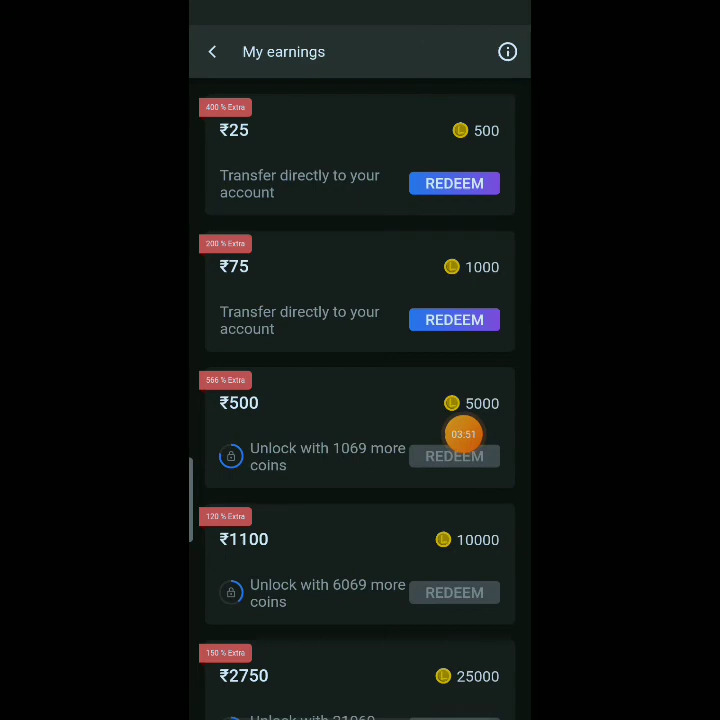 My earnings
400 % Extra
₹25
500
Transfer directly to your
account
REDEEM
200 % Extra
₹75
1000
Transfer directly to your
account
REDEEM
566 % Extra
₹500
5000
03:51
Unlock with 1069 more
coins
REDEEM
120 % Extra
₹1100
10000
Unlock with 6069 more
coins
REDEEM
150 % Extra
₹2750
25000